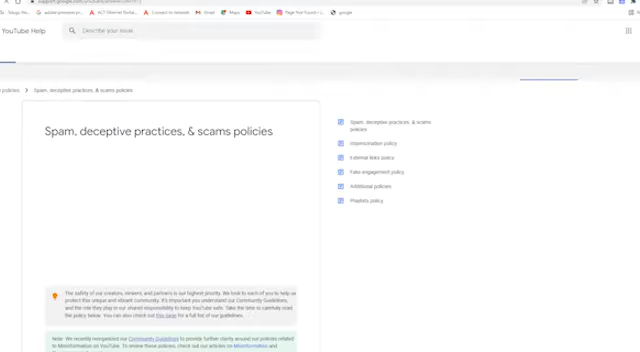 YouTube Help
Describe your issue
Gmail
Maps
YouTube
google
policies > Spam, deceptive practices, & scams policies
Spam, deceptive practices, & scams policies
The safety of our creators, viewers, and partners is our highest priority. We look to each of you to help us
protect this unique and vibrant community. It's important you understand our Community Guidelines,
and the role they play in our shared responsibility to keep YouTube safe. Take the time to carefully read
the policy below. You can also check out this page for a full list of our guidelines.
Note: We recently reorganized our Community Guidelines to provide further clarity around our policies related
to Misinformation on YouTube. To review these policies, check out our articles on Misinformation and
Spam, deceptive practices, & scams
policies
Impersonation policy
External links policy
Fake engagement policy
Additional policies
Playlists policy